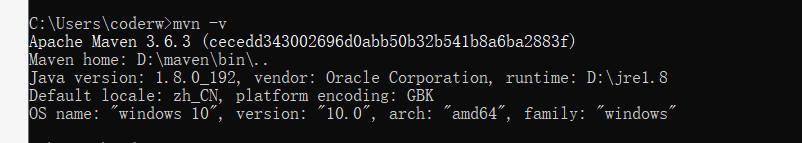 C:\Users\coderw>mvn -v
Apache Maven 3.6.3 (cecedd343002696d0abb50b32b541b8a6ba2883f)
Maven home: D:\maven\bin\..
Java version: 1.8.0_192, vendor: Oracle Corporation, runtime: D:\jre1.8
Default locale: zh_CN, platform encoding: GBK
OS name: "windows 10", version: "10.0", arch: "amd64", family: "windows"